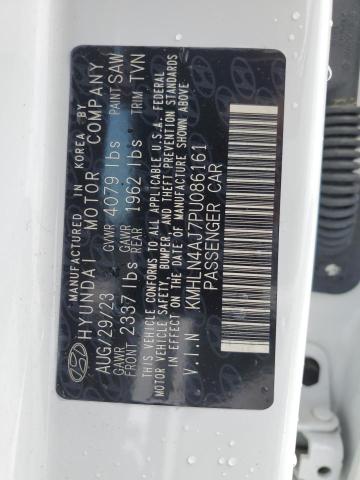 MANUFACTURED IN KOREA BY
HYUNDAI MOTOR COMPANY
AUG/29/23 GVWR 4079 lbs PAINT SAW
GAWR FRONT 2337 lbs GAWR REAR 1962 lbs TRIM TVN
THIS VEHICLE CONFORMS TO ALL APPLICABLE U.S.A. FEDERAL
MOTOR VEHICLE SAFETY, BUMPER, AND THEFT PREVENTION STANDARDS
IN EFFECT ON THE DATE OF MANUFACTURE SHOWN ABOVE
V.I.N KMHLN4AJ7PU086161
PASSENGER CAR